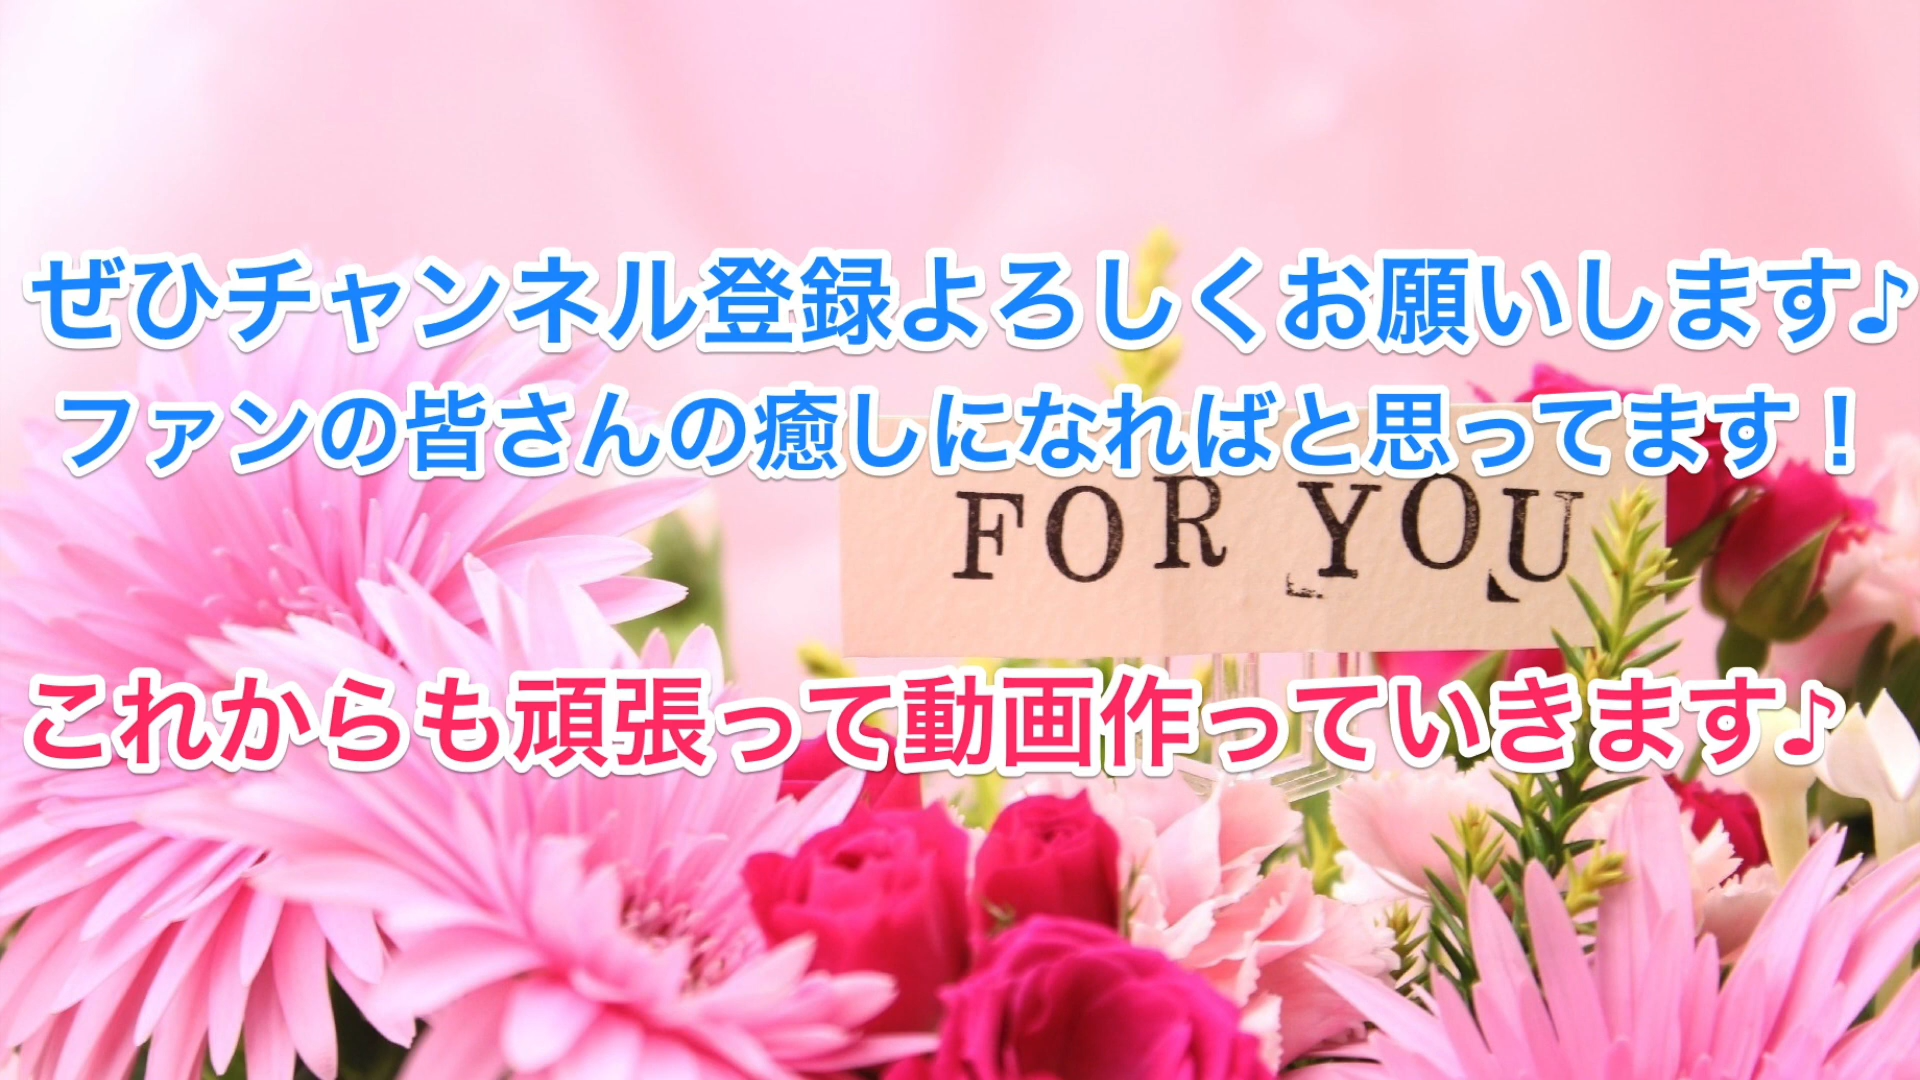 ぜひチャンネル登録よろしくお願いします♪
ファンの皆さんの癒しになればと思ってます！
FOR YOU
これからも頑張って動画作っていきます♪